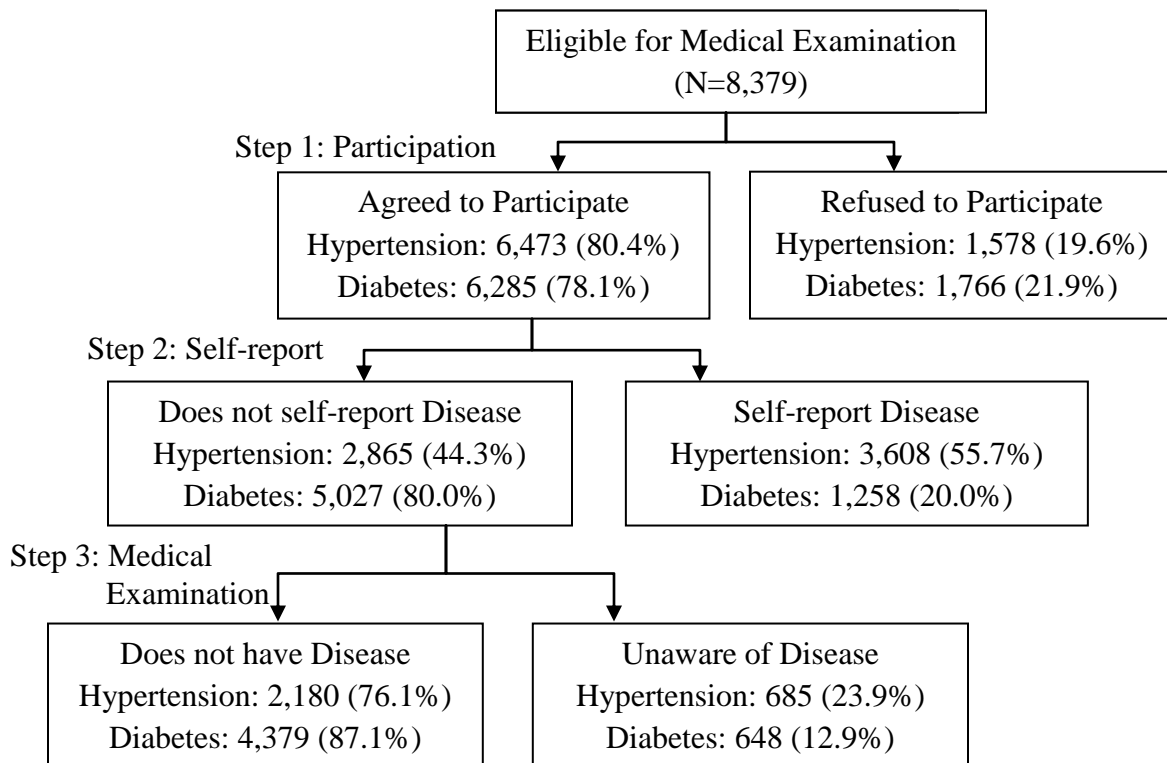 Eligible for Medical Examination
(N=8,379)
Step 1: Participation
Agreed to Participate
Hypertension: 6,473 (80.4%)
Diabetes: 6,285 (78.1%)
Refused to Participate
Hypertension: 1,578 (19.6%)
Diabetes: 1,766 (21.9%)
Step 2: Self-report
Does not self-report Disease
Hypertension: 2,865 (44.3%)
Diabetes: 5,027 (80.0%)
Self-report Disease
Hypertension: 3,608 (55.7%)
Diabetes: 1,258 (20.0%)
Step 3: Medical
Examination
Does not have Disease
Hypertension: 2,180 (76.1%)
Diabetes: 4,379 (87.1%)
Unaware of Disease
Hypertension: 685 (23.9%)
Diabetes: 648 (12.9%)